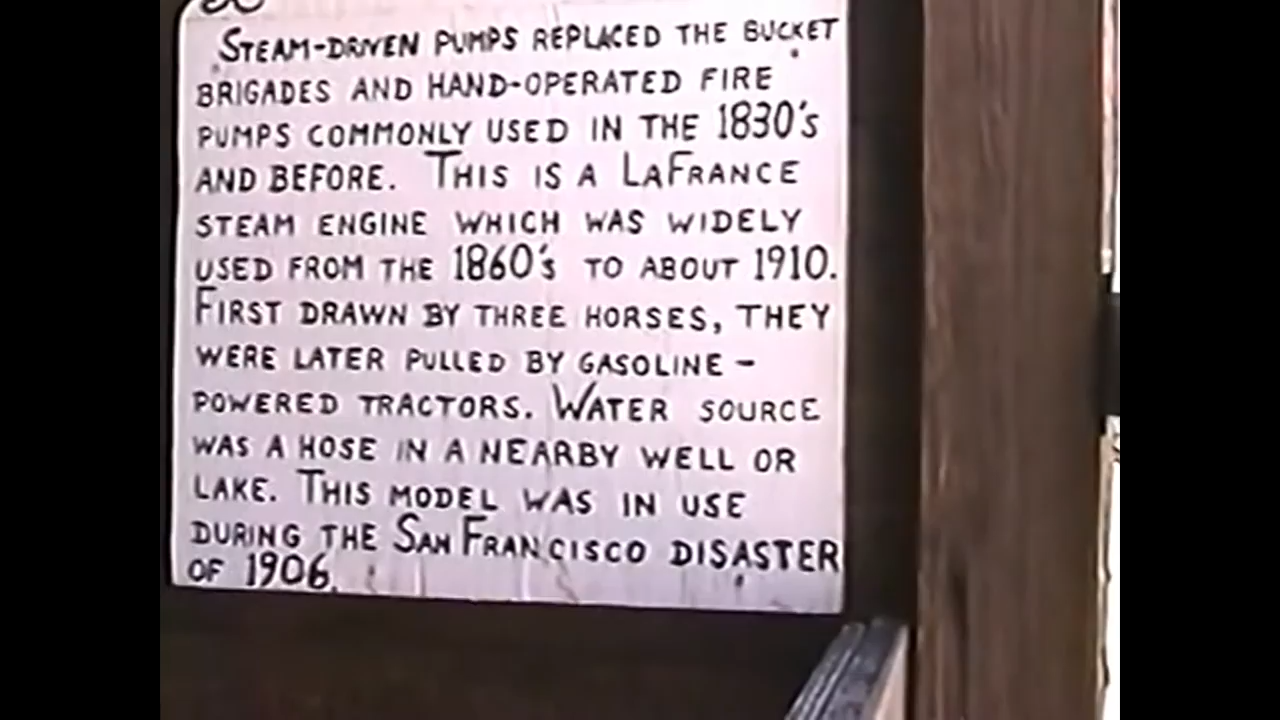 STEAM-DRIVEN PUMPS REPLACED THE BUCKET
BRIGADES AND HAND-OPERATED FIRE
PUMPS COMMONLY USED IN THE 1830's
AND BEFORE. THIS IS A LAFRANCE
STEAM ENGINE WHICH WAS WIDELY
USED FROM THE 1860's TO ABOUT 1910.
FIRST DRAWN BY THREE HORSES, THEY
WERE LATER PULLED BY GASOLINE-
POWERED TRACTORS. WATER SOURCE
WAS A HOSE IN A NEARBY WELL OR
LAKE. THIS MODEL WAS IN USE
DURING THE SAN FRANCISCO DISASTER
OF 1906.